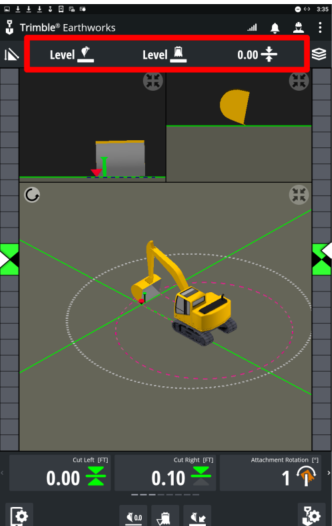 3:35
Trimble® Earthworks
Level Level 0.00
Cut Left [FT] Cut Right [FT] Attachment Rotation [°]
0.00 0.10 1
0.0